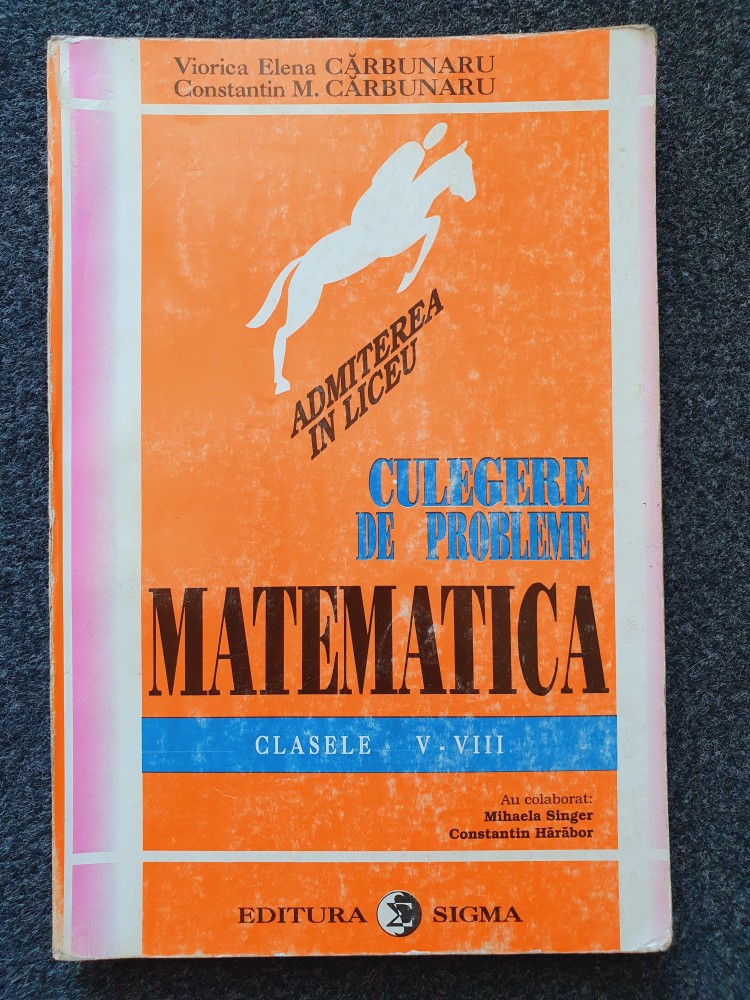 Viorica Elena CĂRBUNARU
Constantin M. CĂRBUNARU
ADMITEREA
IN LICEU
CULEGERE
DE PROBLEME
MATEMATICA
CLASELE V - VIII
Au colaborat:
Mihaela Singer
Constantin Hărăbor
EDITURA Σ SIGMA